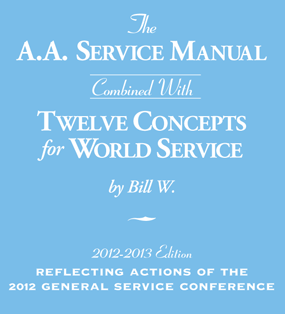 The
A.A. SERVICE MANUAL
Combined With
TWELVE CONCEPTS
for WORLD SERVICE
by Bill W.
2012-2013 Edition
REFLECTING ACTIONS OF THE
2012 GENERAL SERVICE CONFERENCE